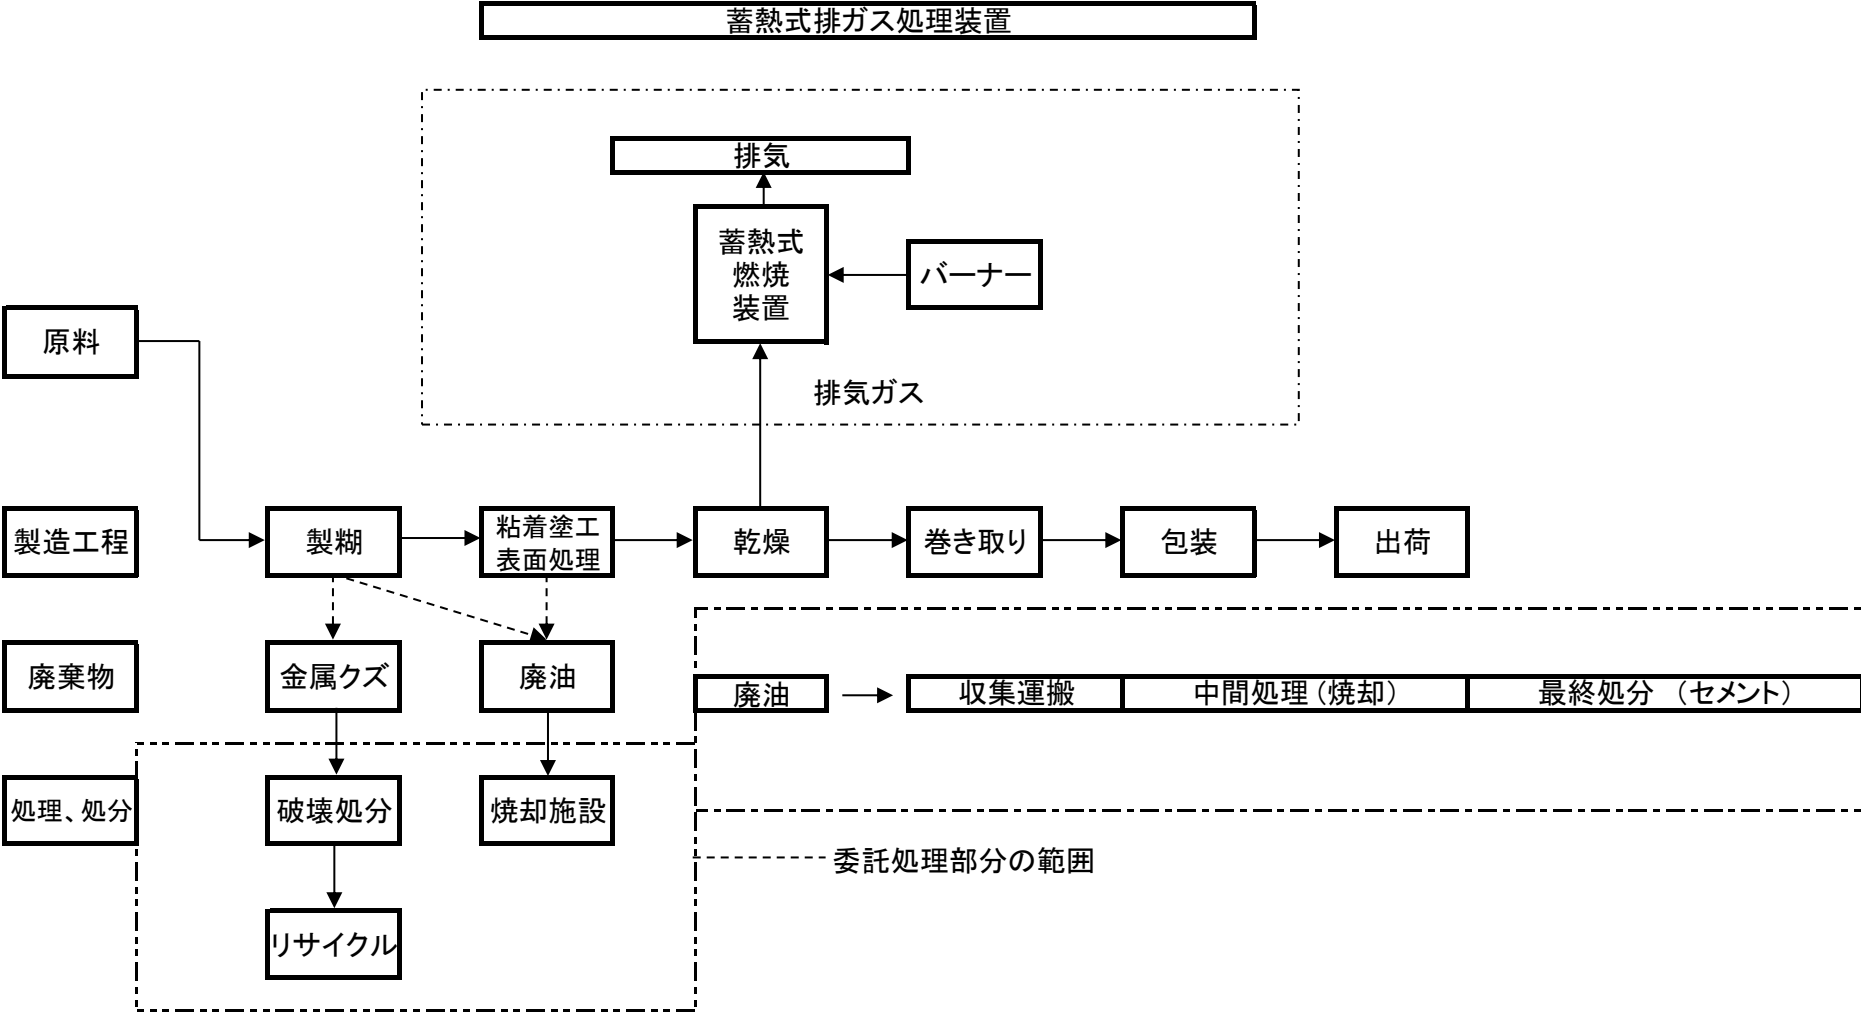 蓄熱式排ガス処理装置
排気
蓄熱式
燃焼
装置
バーナー
原料
排気ガス
製造工程
製糊
粘着塗工
表面処理
乾燥
巻き取り
包装
出荷
廃棄物
金属クズ
廃油
廃油
収集運搬
中間処理（焼却）
最終処分　（セメント）
処理、処分
破壊処分
焼却施設
委託処理部分の範囲
リサイクル